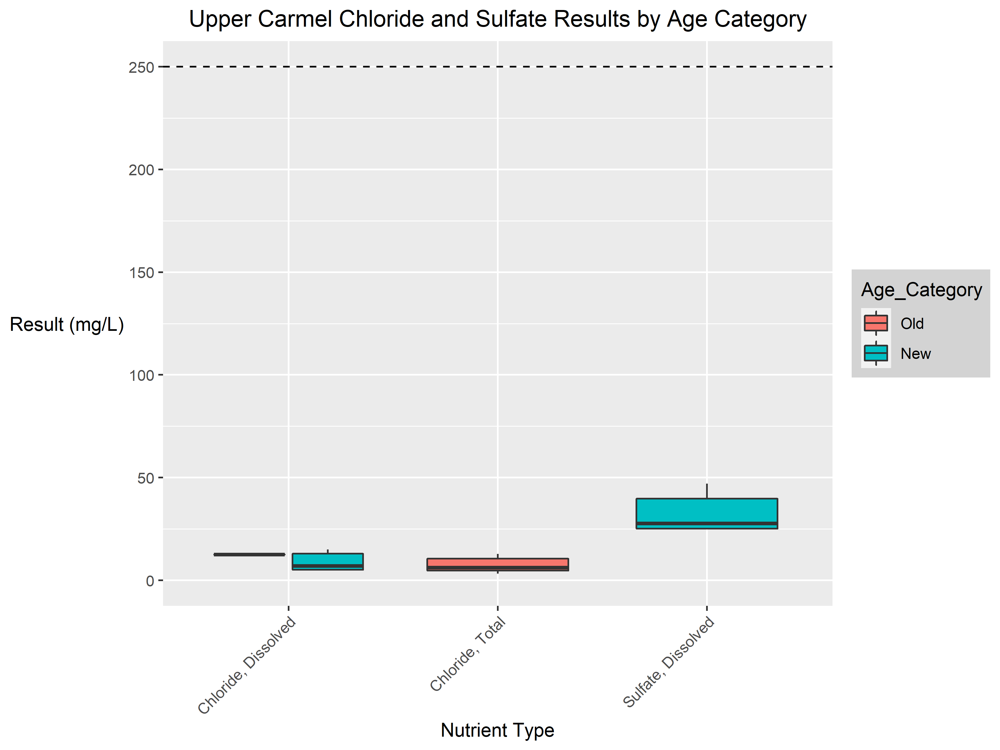 Upper Carmel Chloride and Sulfate Results by Age Category
250
200
150
100
50
0
Result (mg/L)
Chloride, Dissolved
Chloride, Total
Sulfate, Dissolved
Nutrient Type
Age_Category
Old
New